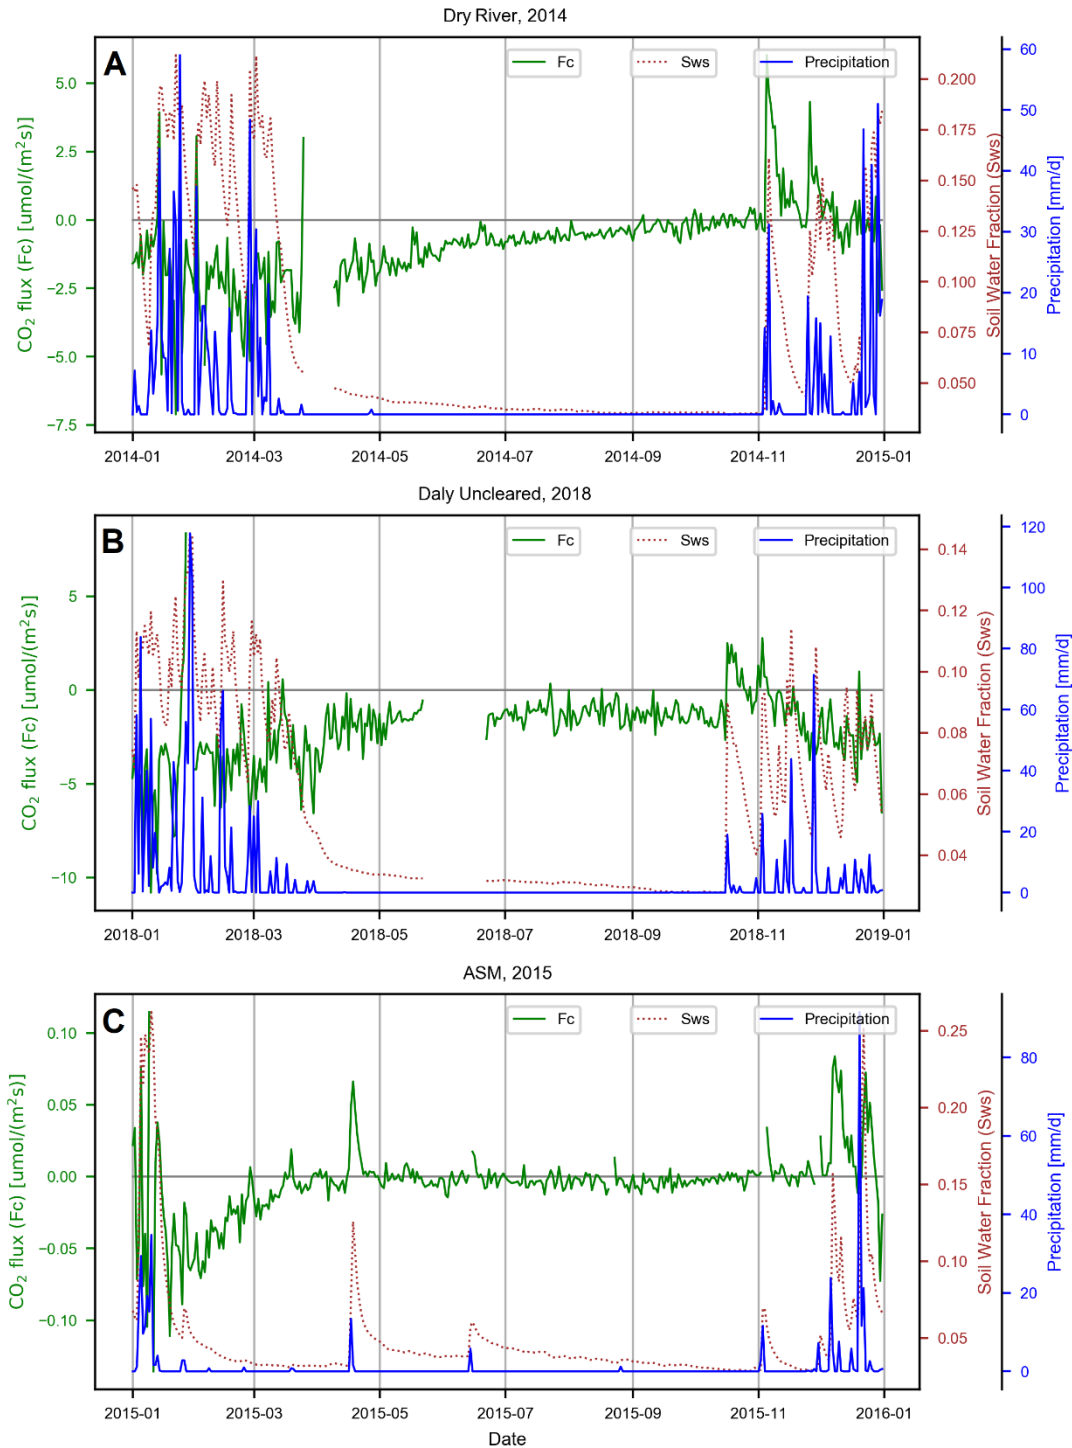 Dry River, 2014
A
Fc
Sws
Precipitation
CO2 flux (Fc) [umol/(m²s)]
5.0
2.5
0.0
−2.5
−5.0
−7.5
Soil Water Fraction (Sws)
0.200
0.175
0.150
0.125
0.100
0.075
0.050
Precipitation [mm/d]
60
50
40
30
20
10
0
2014-01
2014-03
2014-05
2014-07
2014-09
2014-11
2015-01
Daly Uncleared, 2018
B
Fc
Sws
Precipitation
CO2 flux (Fc) [umol/(m²s)]
5
0
−5
−10
Soil Water Fraction (Sws)
0.14
0.12
0.10
0.08
0.06
0.04
Precipitation [mm/d]
120
100
80
60
40
20
0
2018-01
2018-03
2018-05
2018-07
2018-09
2018-11
2019-01
ASM, 2015
C
Fc
Sws
Precipitation
CO2 flux (Fc) [umol/(m²s)]
0.10
0.05
0.00
−0.05
−0.10
Soil Water Fraction (Sws)
0.25
0.20
0.15
0.10
0.05
Precipitation [mm/d]
80
60
40
20
0
2015-01
2015-03
2015-05
2015-07
2015-09
2015-11
2016-01
Date